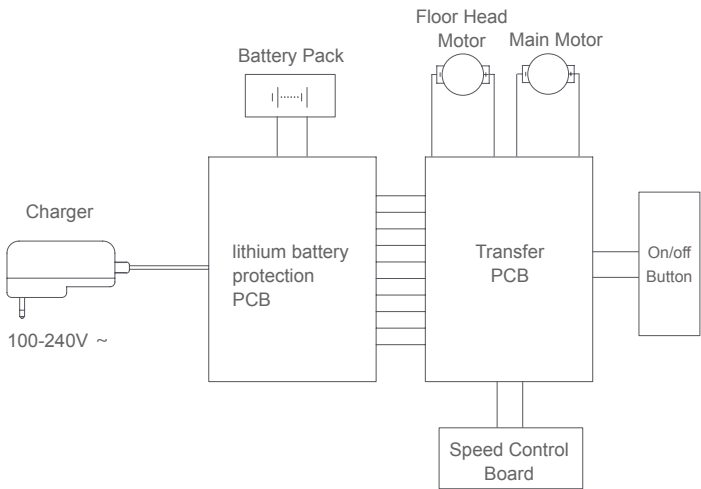 Floor Head
Motor
Main Motor
Battery Pack
Charger
lithium battery
protection
PCB
Transfer
PCB
On/off
Button
100-240V ~
Speed Control
Board